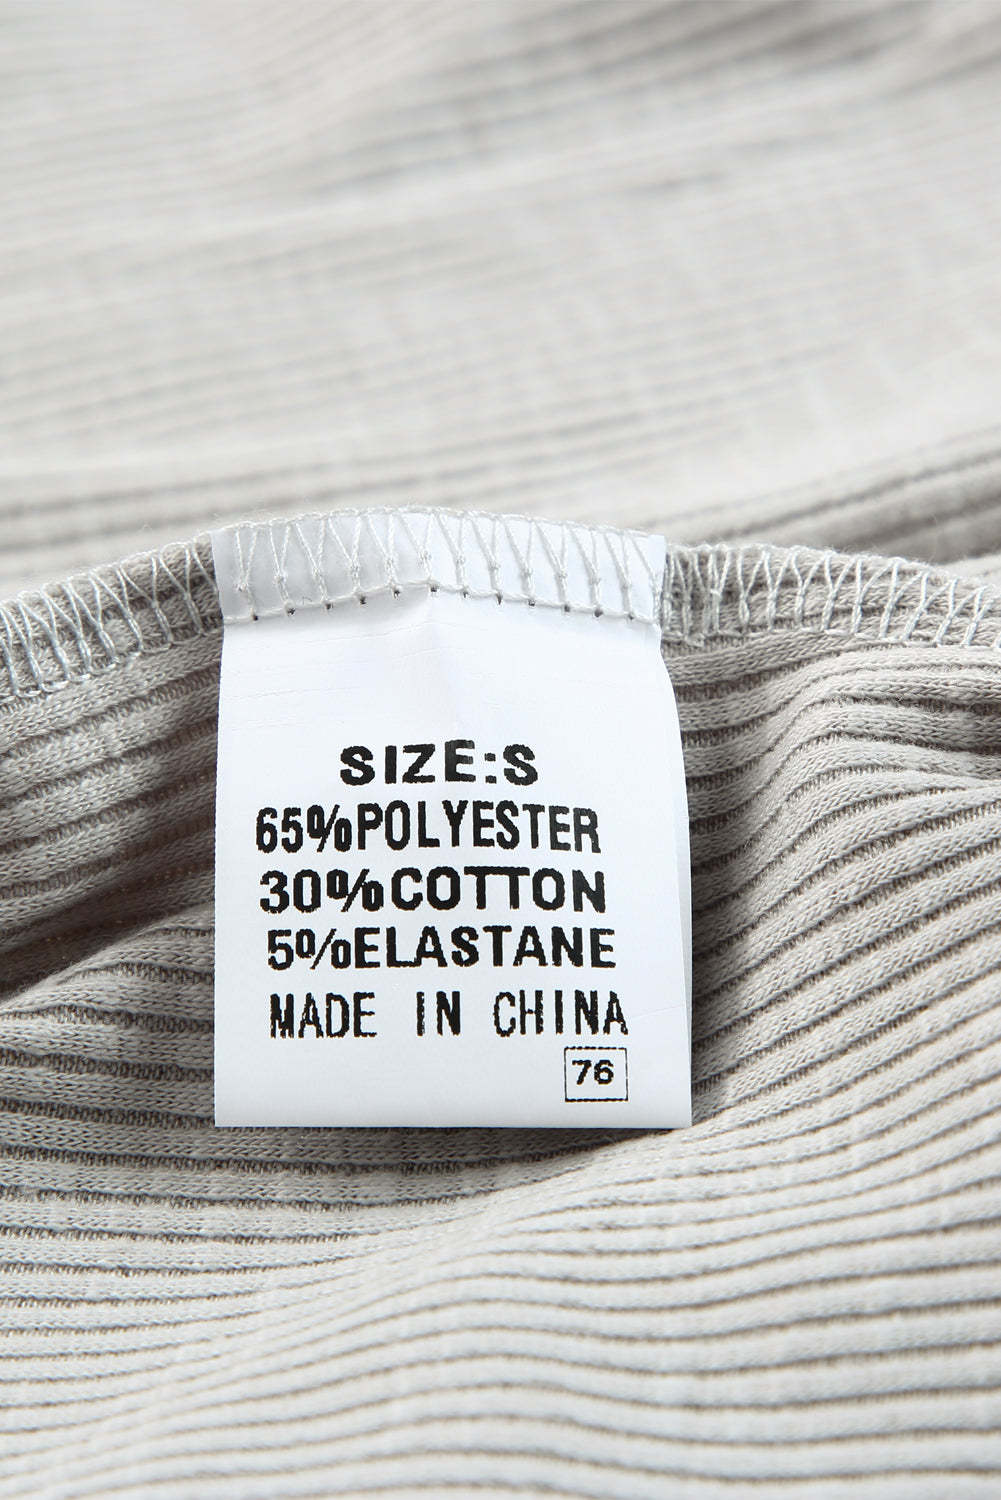 SIZE:S
65%POLYESTER
30%COTTON
5%ELASTANE
MADE IN CHINA
76